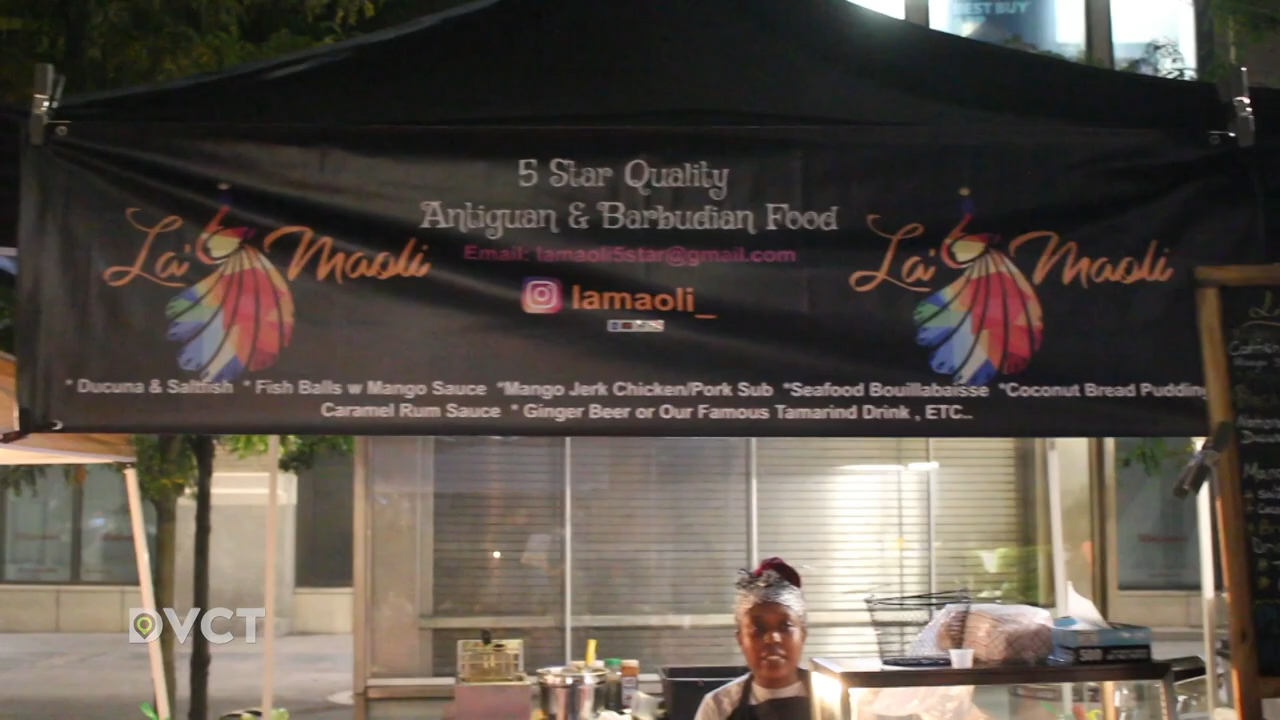 BEST BUY
5 Star Quality
Antiguan & Barbudian Food
La' Maoli
Email: lamaoli5star@gmail.com
La' Maoli
lamaoli_
* Ducuna & Saltfish * Fish Balls w Mango Sauce *Mango Jerk Chicken/Pork Sub *Seafood Bouillabaisse *Coconut Bread Pudding
Caramel Rum Sauce * Ginger Beer or Our Famous Tamarind Drink , ETC..
DVCT
500